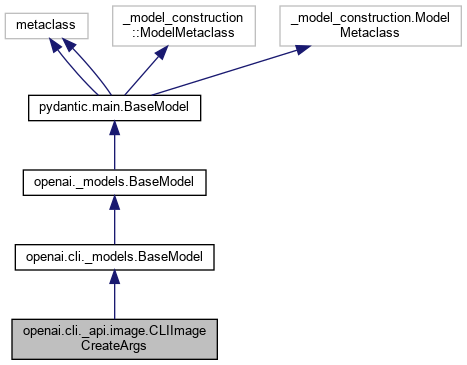 metaclass
_model_construction
::ModelMetaclass
_model_construction.Model
Metaclass
pydantic.main.BaseModel
openai._models.BaseModel
openai.cli._models.BaseModel
openai.cli._api.image.CLIImage
CreateArgs